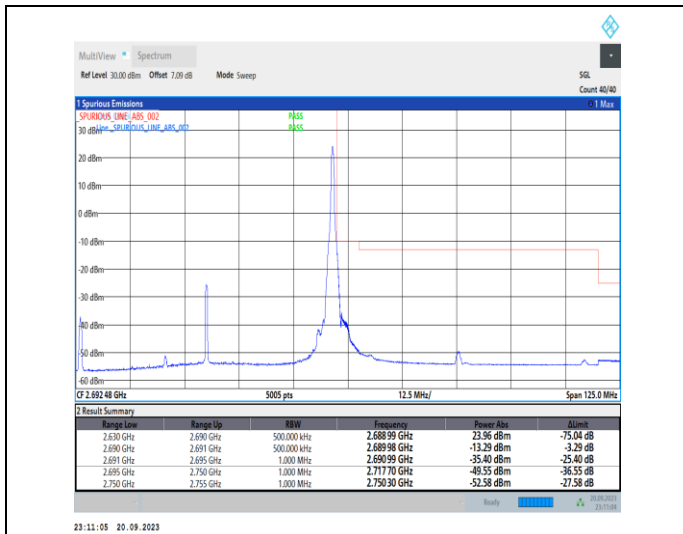 MultiView Spectrum
Ref Level 30.00 dBm Offset 7.09 dB Mode Sweep SGL
Count 40/40
1 Spurious Emissions 1 Max
_SPURIOUS_LINE_ABS_002 PASS
30 dBm Line _SPURIOUS_LINE_ABS_002 PASS
20 dBm
10 dBm
0 dBm
-10 dBm
-20 dBm
-30 dBm
-40 dBm
-50 dBm
-60 dBm
CF 2.692 48 GHz 5005 pts 12.5 MHz/ Span 125.0 MHz
2 Result Summary
Range Low Range Up RBW Frequency Power Abs ΔLimit
2.630 GHz 2.690 GHz 500.000 kHz 2.688 99 GHz 23.96 dBm -75.04 dB
2.690 GHz 2.691 GHz 500.000 kHz 2.689 98 GHz -13.29 dBm -3.29 dB
2.691 GHz 2.695 GHz 1.000 MHz 2.690 99 GHz -35.40 dBm -25.40 dB
2.695 GHz 2.750 GHz 1.000 MHz 2.717 70 GHz -49.55 dBm -36.55 dB
2.750 GHz 2.755 GHz 1.000 MHz 2.750 30 GHz -52.58 dBm -27.58 dB
Ready 20.09.2023
23:11:04
23:11:05 20.09.2023